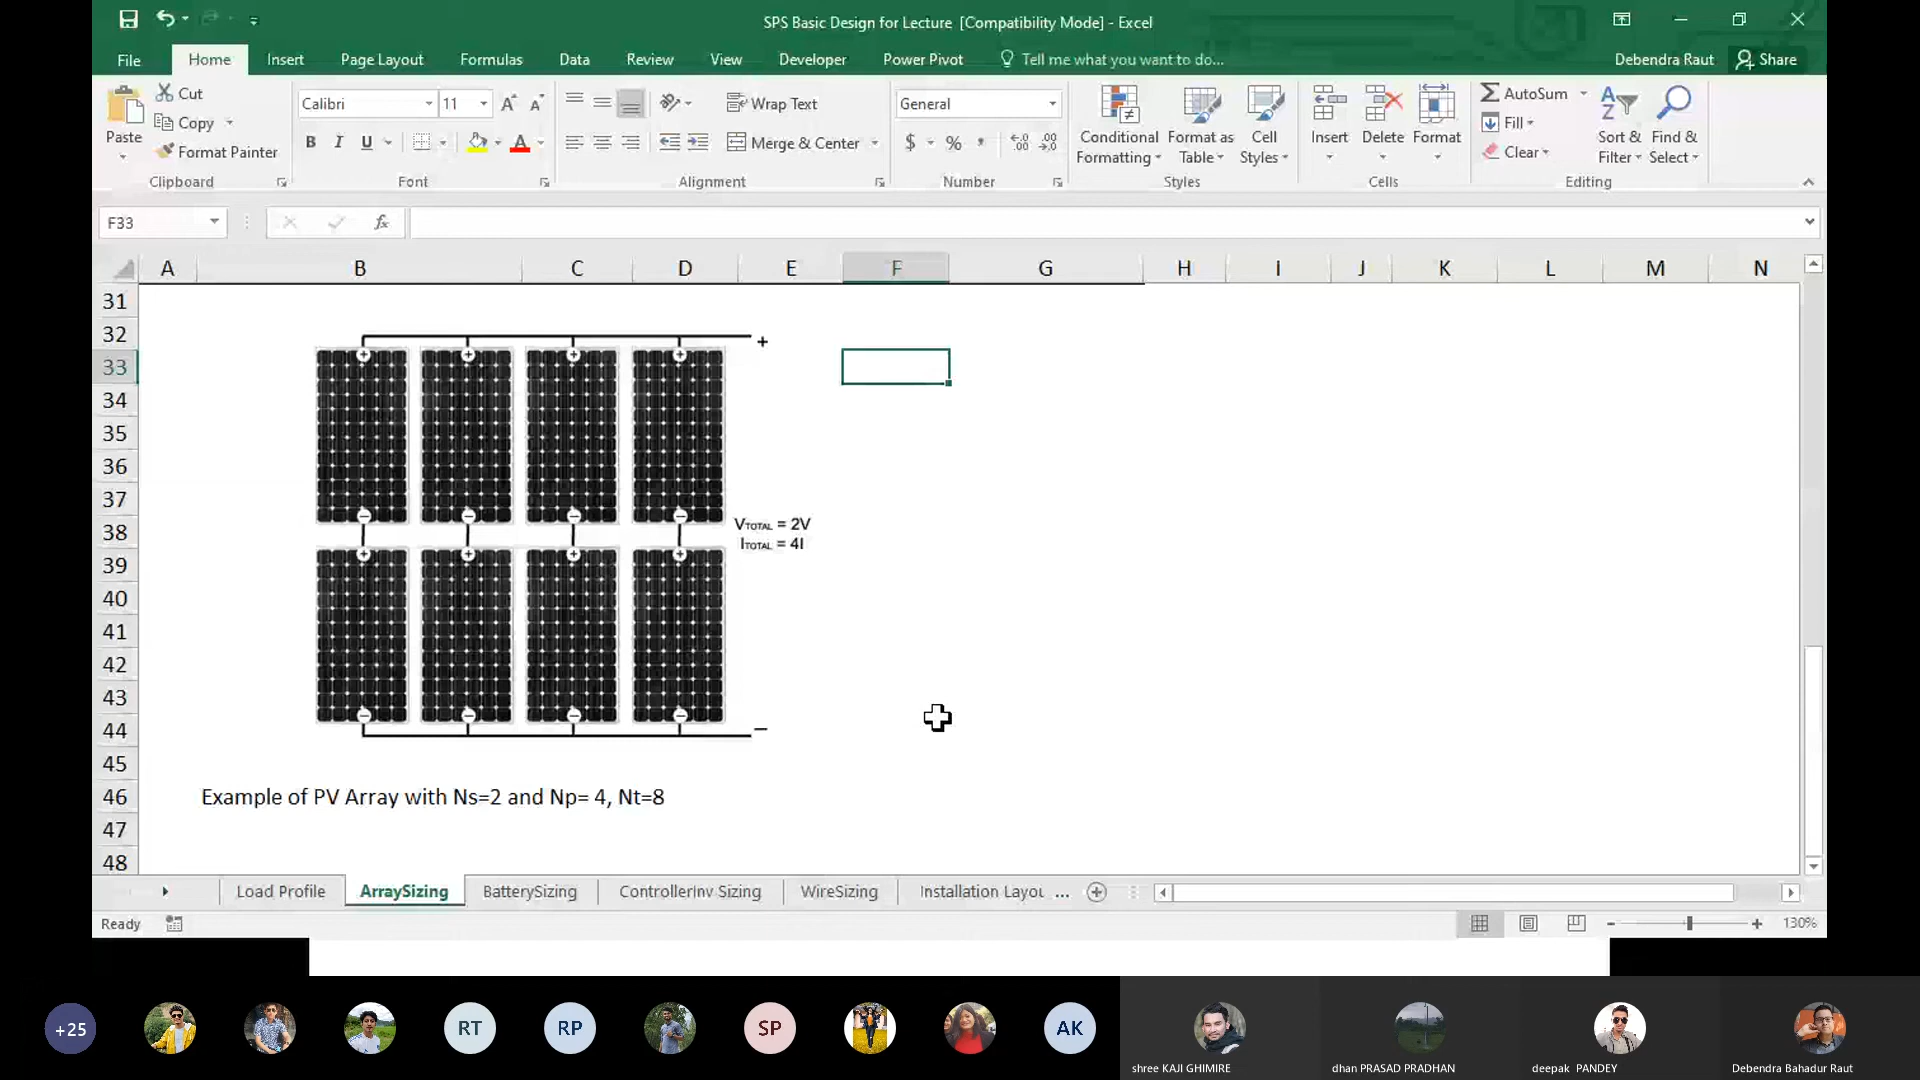 SPS Basic Design for Lecture [Compatibility Mode] - Excel
File Home Insert Page Layout Formulas Data Review View Developer Power Pivot Tell me what you want to do... Debendra Raut Share
Paste
Cut
Copy
Format Painter
Clipboard
Calibri 11
B I U
Font
Wrap Text
Merge & Center
Alignment
General
$ % ,
Number
Conditional Formatting
Format as Table
Cell Styles
Styles
Insert
Delete
Format
Cells
AutoSum
Fill
Clear
Sort & Filter
Find & Select
Editing
F33 fx
A B C D E F G H I J K L M N
31
32
33
34
35
36
37
38
39
40
41
42
43
44
45
46
47
48
+
VTOTAL = 2V
ITOTAL = 4I
−
Example of PV Array with Ns=2 and Np= 4, Nt=8
Load Profile ArraySizing BatterySizing ControllerInv Sizing WireSizing Installation Layou ...
Ready 130%
+25 RT RP SP AK
shree KAJI GHIMIRE dhan PRASAD PRADHAN deepak PANDEY Debendra Bahadur Raut